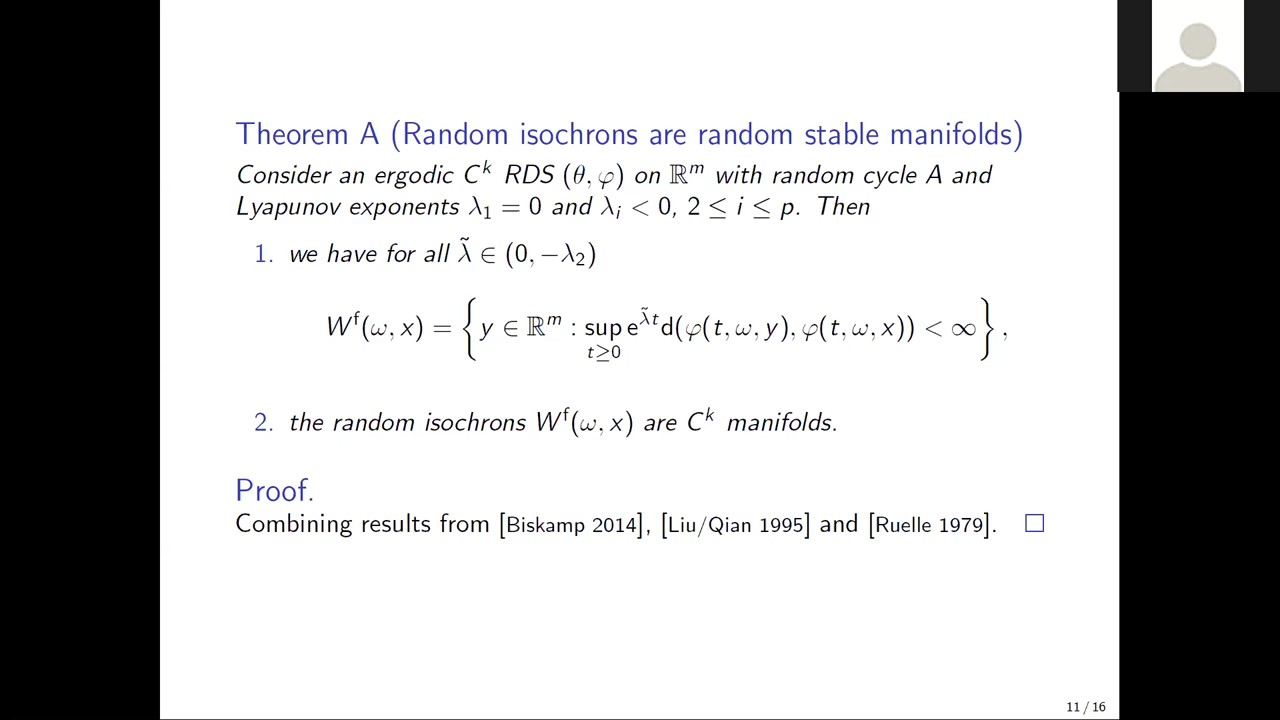 Theorem A (Random isochrons are random stable manifolds)
Consider an ergodic C^k RDS (θ, φ) on ℝ^m with random cycle A and
Lyapunov exponents λ₁ = 0 and λ_i < 0, 2 ≤ i ≤ p. Then
1. we have for all λ̃ ∈ (0, −λ₂)
W^f(ω, x) = { y ∈ ℝ^m : sup_{t≥0} e^{λ̃t} d(φ(t, ω, y), φ(t, ω, x)) < ∞ } ,
2. the random isochrons W^f(ω, x) are C^k manifolds.
Proof.
Combining results from [Biskamp 2014], [Liu/Qian 1995] and [Ruelle 1979]. □
11 / 16